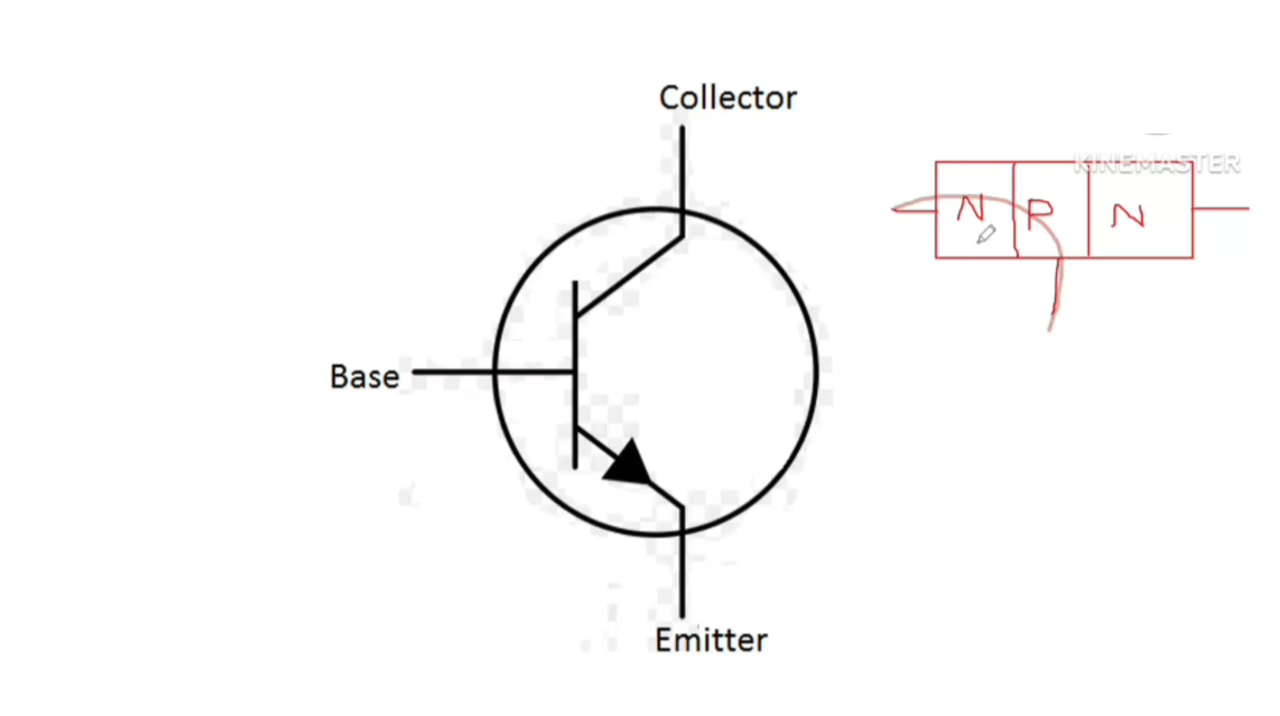 Collector
KINEMASTER
N P N
Base
Emitter